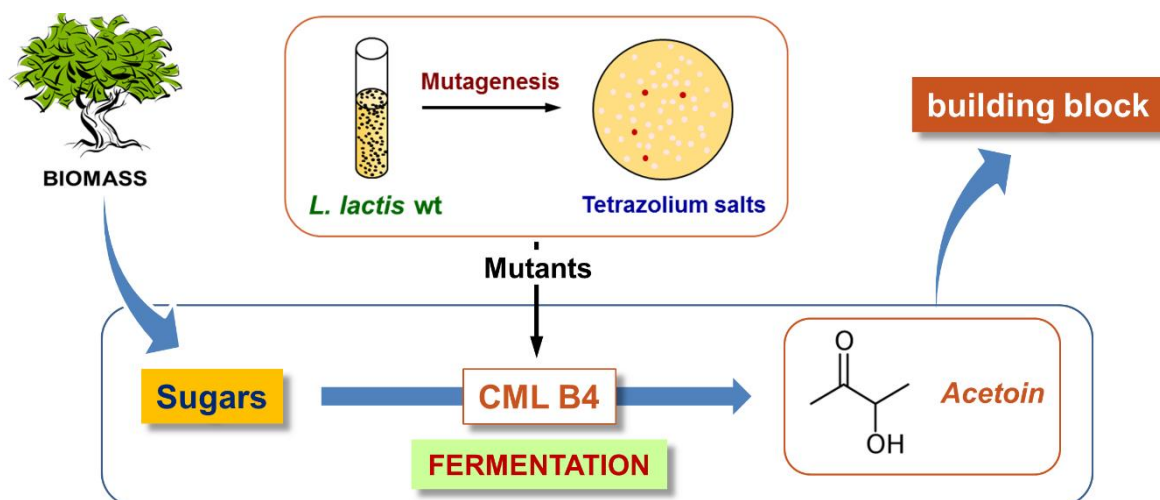 BIOMASS
Mutagenesis
L. lactis wt
Tetrazolium salts
building block
Mutants
Sugars
CML B4
FERMENTATION
O
OH
Acetoin